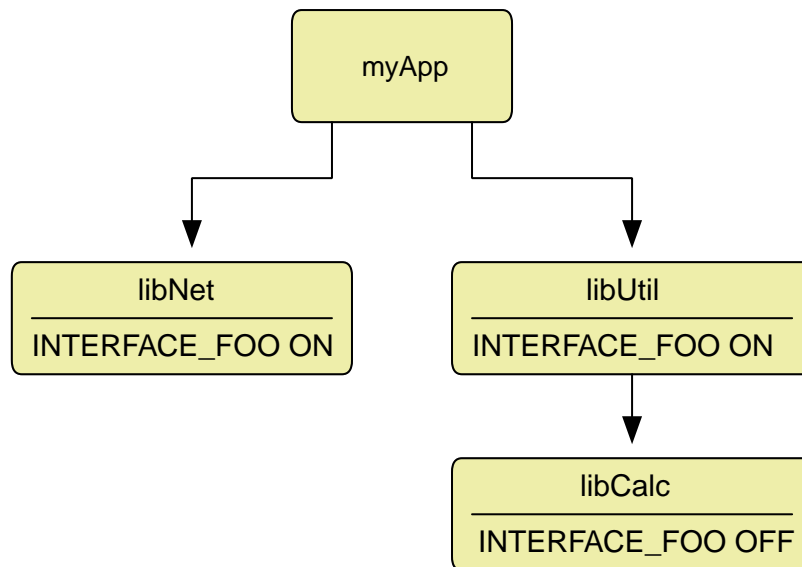 myApp
libNet
INTERFACE_FOO ON
libUtil
INTERFACE_FOO ON
libCalc
INTERFACE_FOO OFF